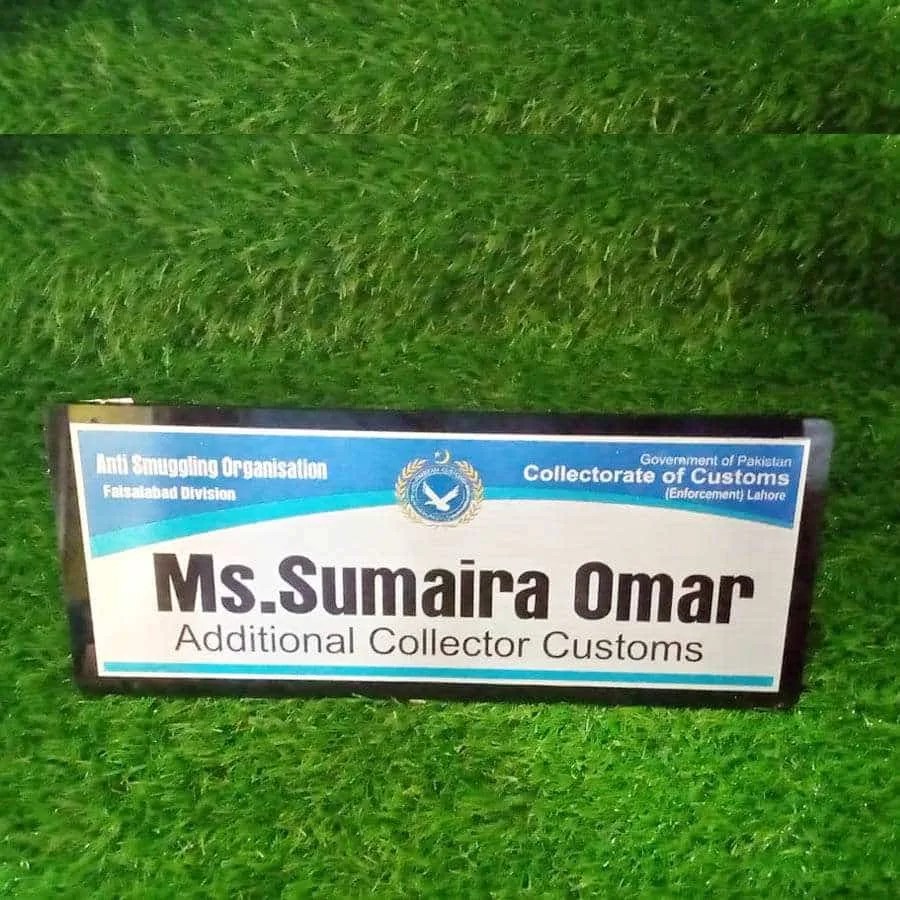 Anti Smuggling Organisation
Faisalabad Division
Government of Pakistan
Collectorate of Customs
(Enforcement) Lahore
Ms.Sumaira Omar
Additional Collector Customs